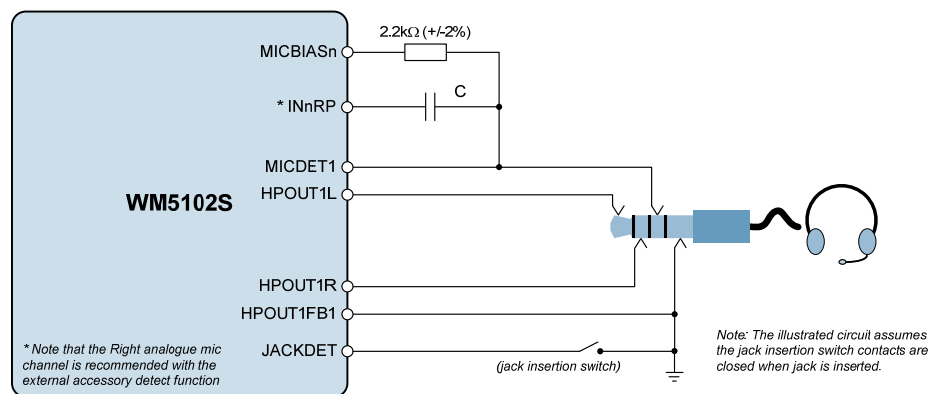 2.2kΩ (+/-2%)
MICBIASn
C
* INnRP
MICDET1
HPOUT1L
WM5102S
HPOUT1R
HPOUT1FB1
JACKDET
(jack insertion switch)
* Note that the Right analogue mic
channel is recommended with the
external accessory detect function
Note: The illustrated circuit assumes
the jack insertion switch contacts are
closed when jack is inserted.